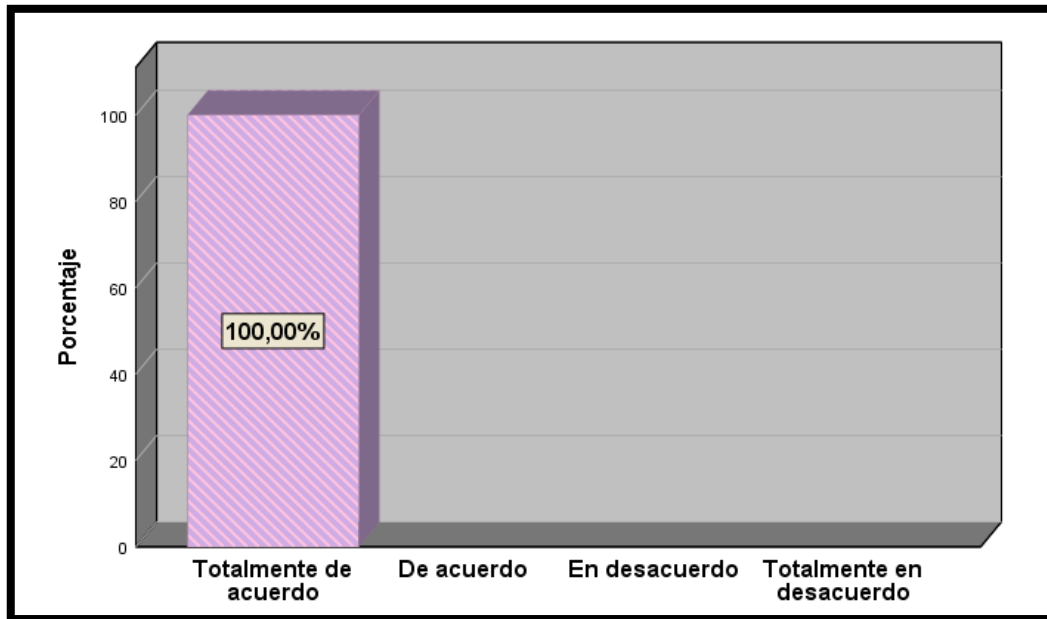 Porcentaje
100
80
60
40
20
0
100,00%
Totalmente de
acuerdo
De acuerdo
En desacuerdo
Totalmente en
desacuerdo